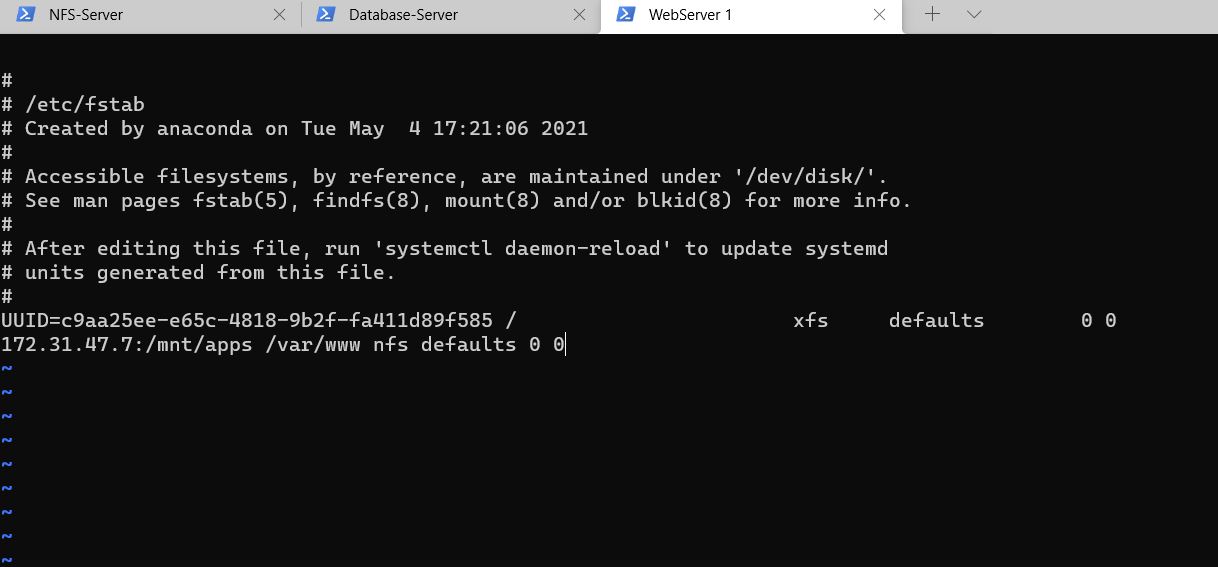 NFS-Server Database-Server WebServer 1
#
# /etc/fstab
# Created by anaconda on Tue May  4 17:21:06 2021
#
# Accessible filesystems, by reference, are maintained under '/dev/disk/'.
# See man pages fstab(5), findfs(8), mount(8) and/or blkid(8) for more info.
#
# After editing this file, run 'systemctl daemon-reload' to update systemd
# units generated from this file.
#
UUID=c9aa25ee-e65c-4818-9b2f-fa411d89f585 /                       xfs     defaults        0 0
172.31.47.7:/mnt/apps /var/www nfs defaults 0 0
~
~
~
~
~
~
~
~
~